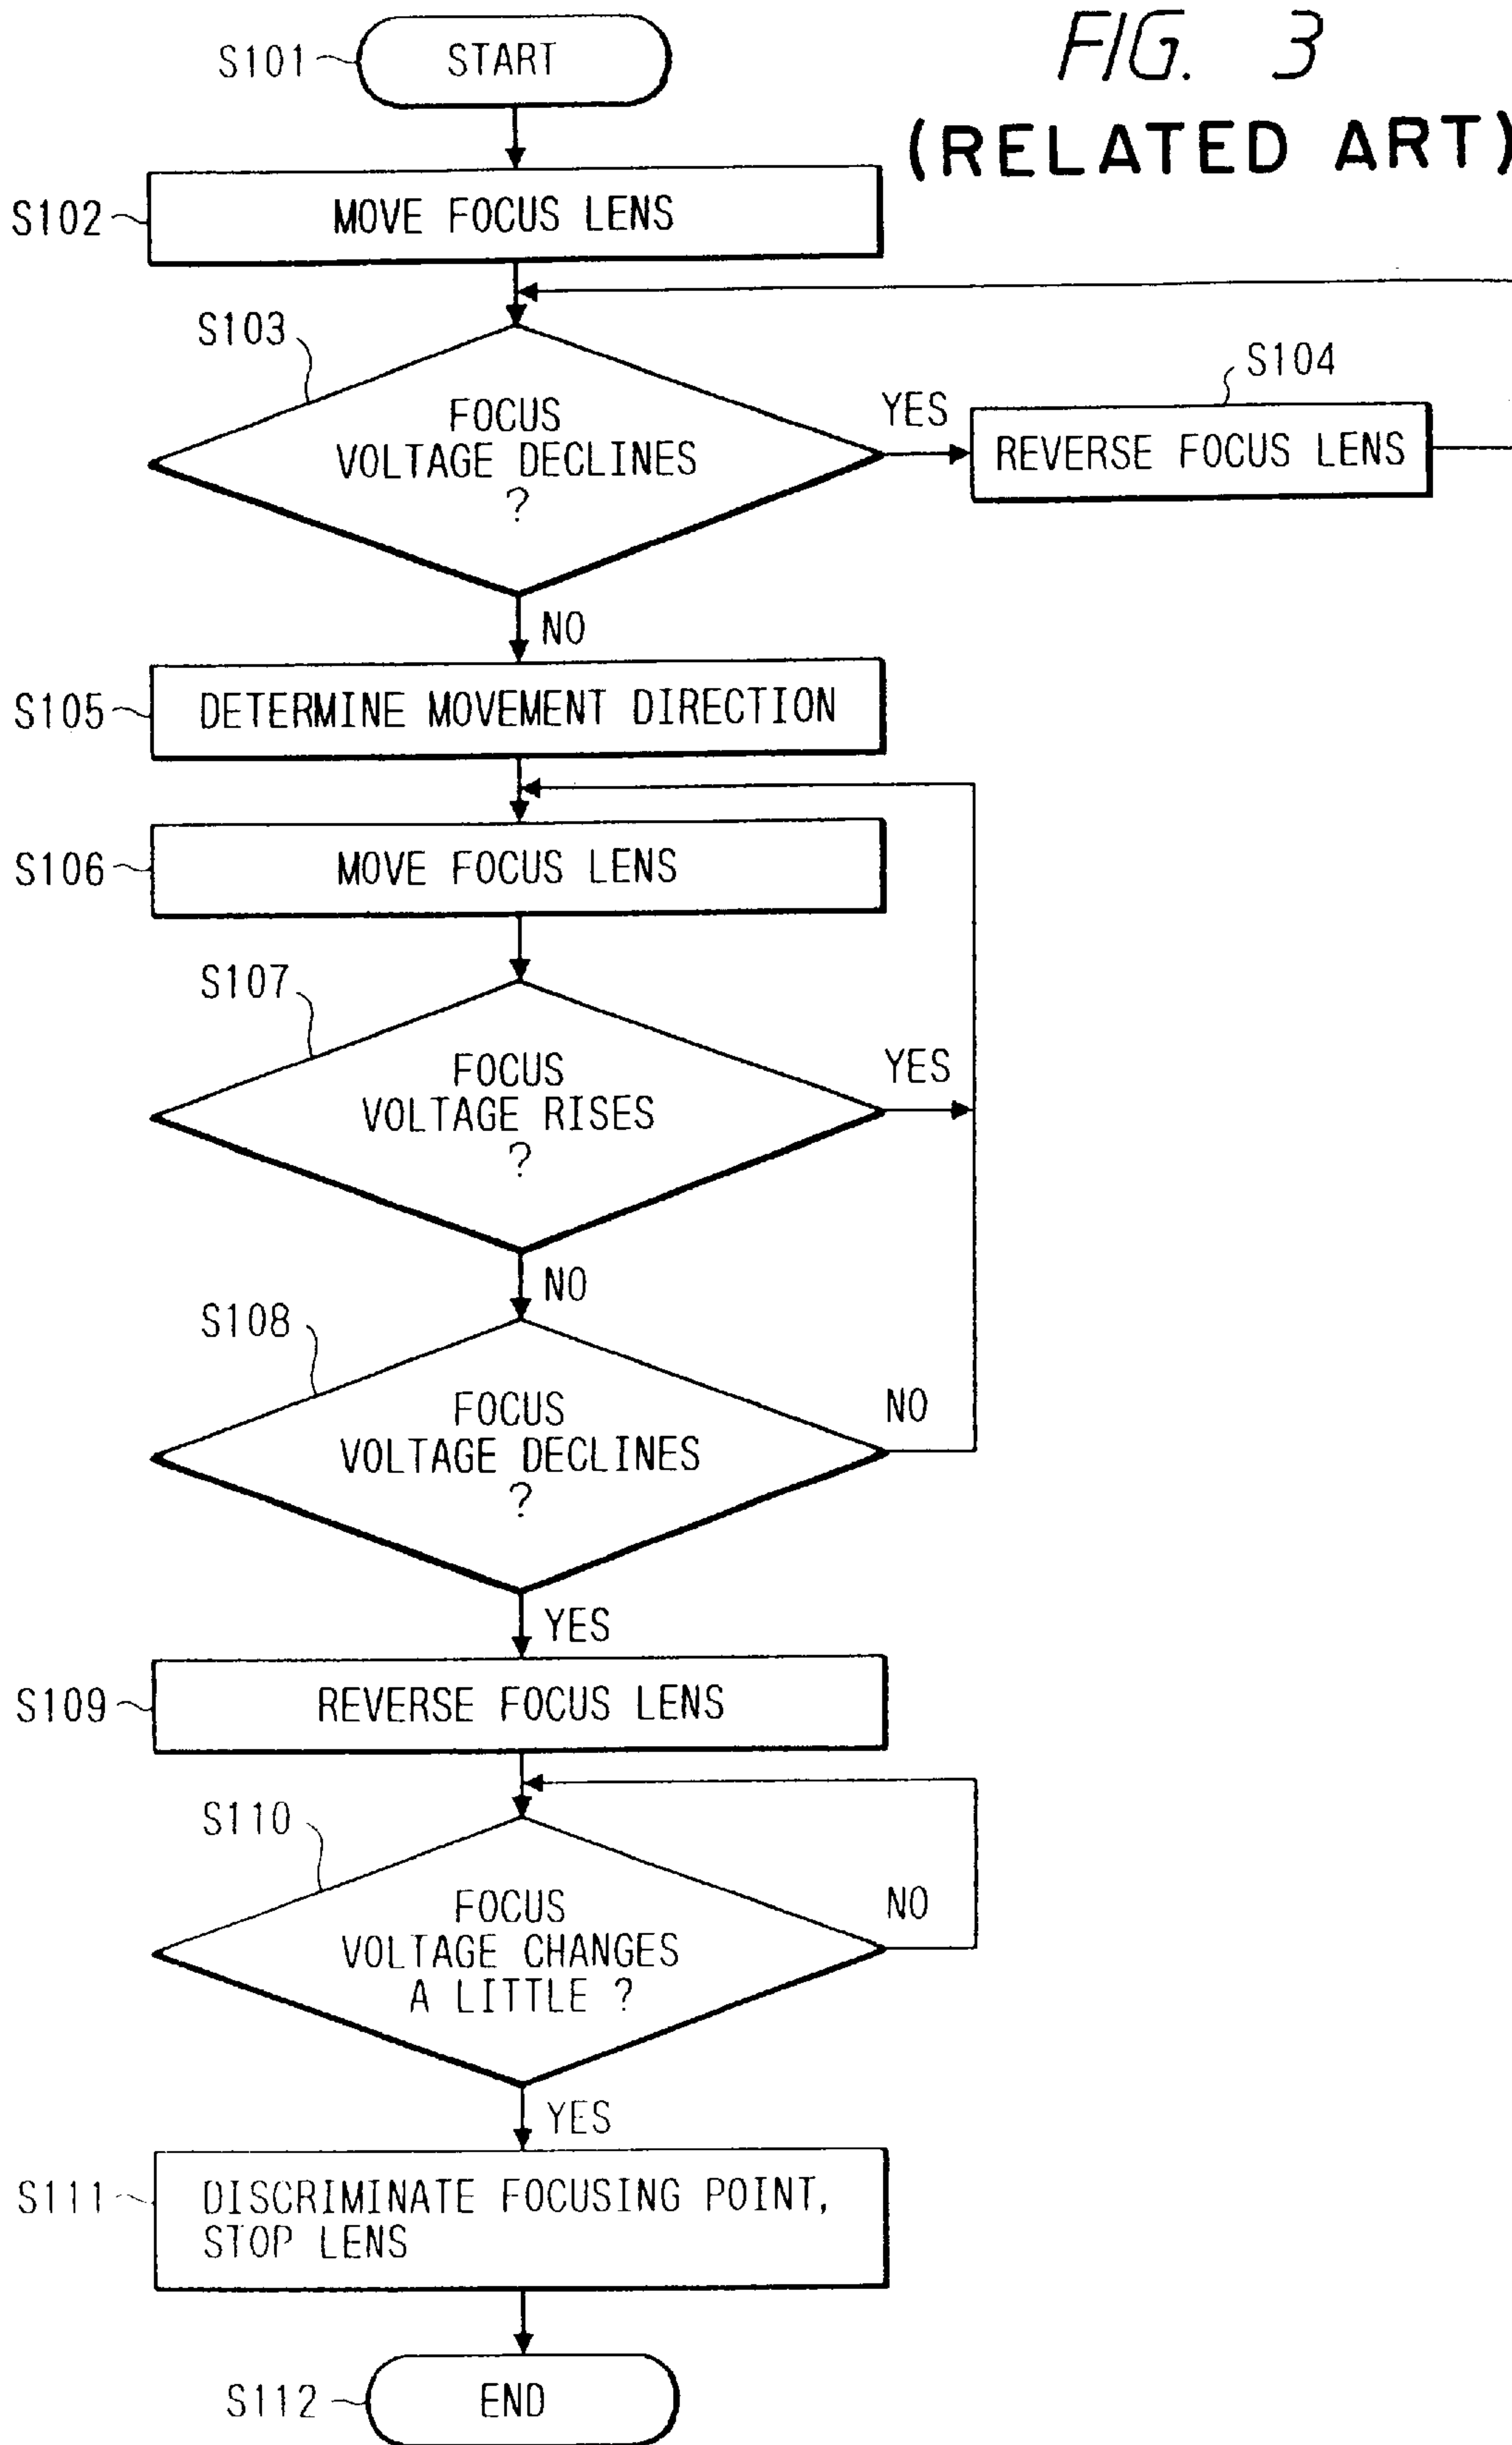 FIG. 3
(RELATED ART)
S101
START
S102
MOVE FOCUS LENS
S103
FOCUS
VOLTAGE DECLINES
?
YES
S104
REVERSE FOCUS LENS
NO
S105
DETERMINE MOVEMENT DIRECTION
S106
MOVE FOCUS LENS
S107
FOCUS
VOLTAGE RISES
?
YES
NO
S108
FOCUS
VOLTAGE DECLINES
?
NO
YES
S109
REVERSE FOCUS LENS
S110
FOCUS
VOLTAGE CHANGES
A LITTLE ?
NO
YES
S111
DISCRIMINATE FOCUSING POINT,
STOP LENS
S112
END